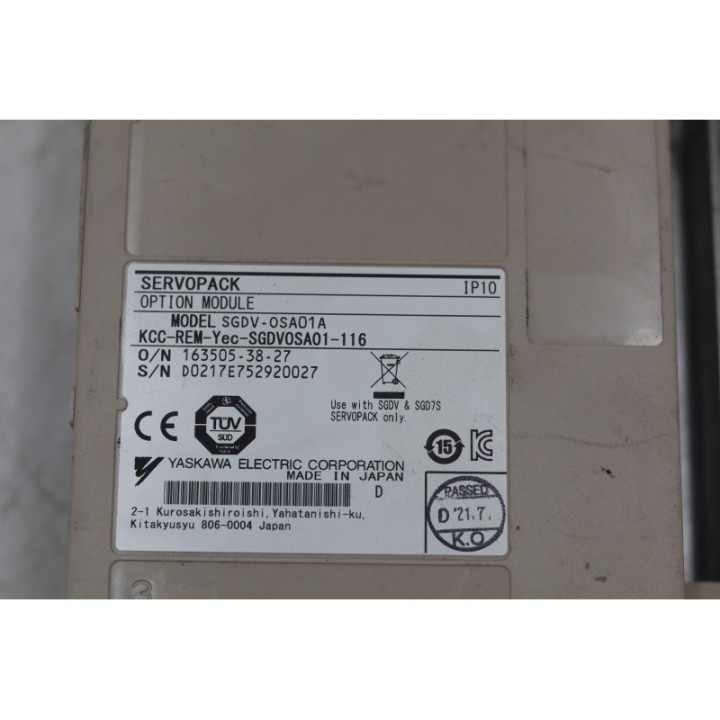 SERVOPACK IP10
OPTION MODULE
MODEL SGDV-OSA01A
KCC-REM-Yec-SGDVOSA01-116
O/N 163505-38-27
S/N D0217E752920027
Use with SGDV & SGD7S
SERVOPACK only.
CE
TÜV
SÜD
15
YASKAWA ELECTRIC CORPORATION
MADE IN JAPAN
D
2-1 Kurosakishiroishi, Yahatanishi-ku,
Kitakyusyu 806-0004 Japan
PASSED
D '21.7.
K.O
3